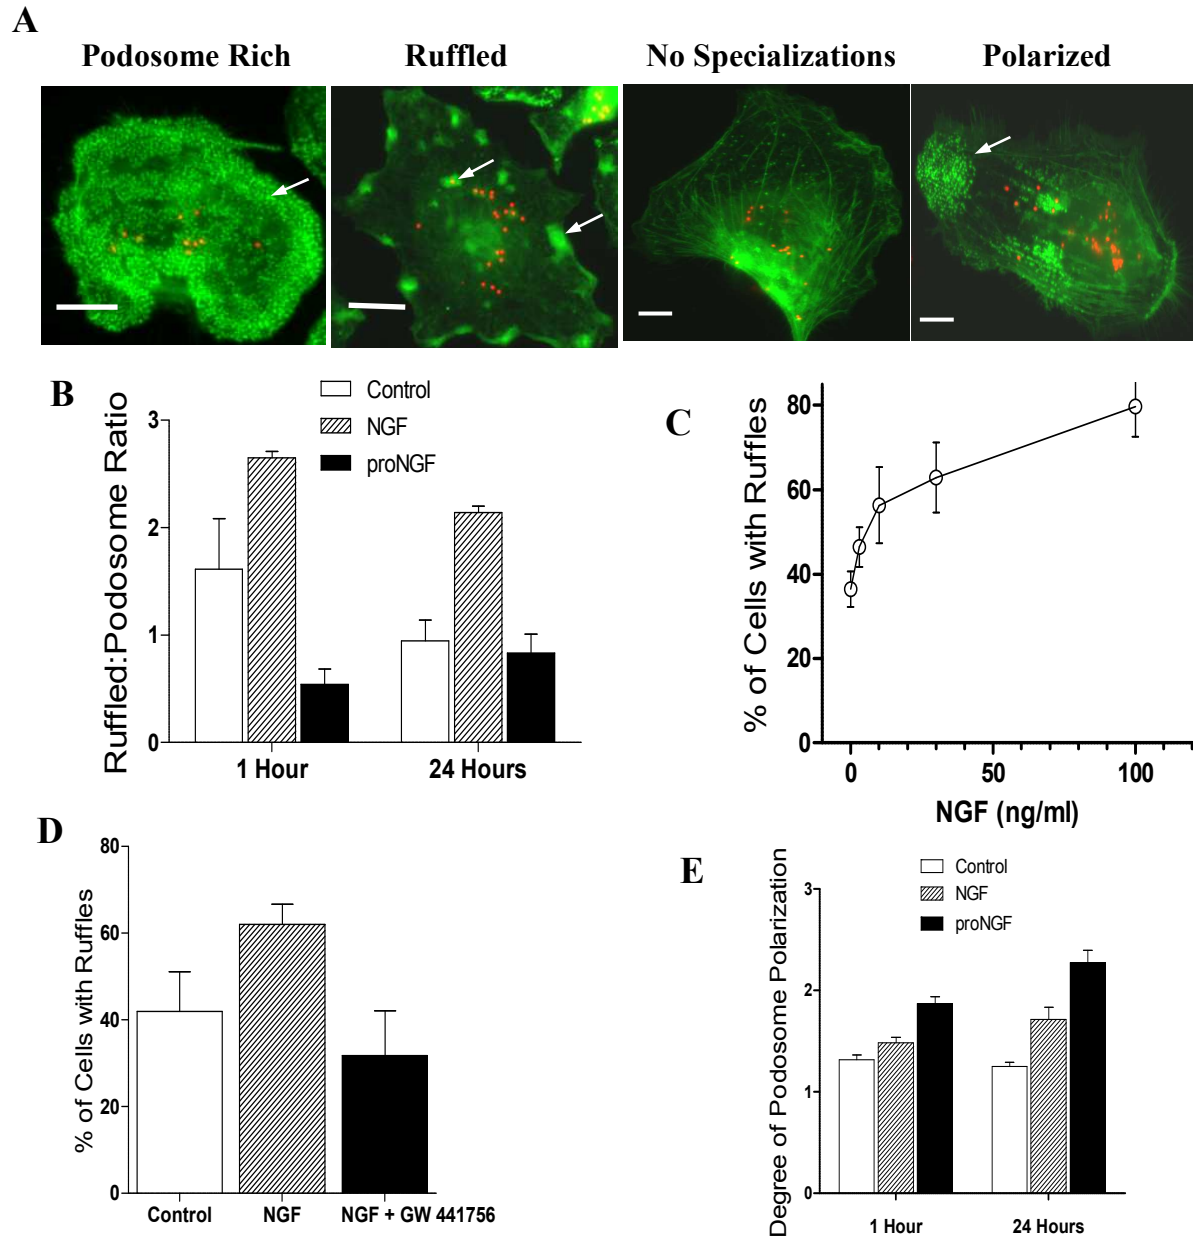 A
Podosome Rich
Ruffled
No Specializations
Polarized
B
Control
NGF
proNGF
Ruffled:Podosome Ratio
3
2
1
0
1 Hour
24 Hours
C
% of Cells with Ruffles
80
60
40
20
0
0
50
100
NGF (ng/ml)
D
% of Cells with Ruffles
80
60
40
20
0
Control
NGF
NGF + GW 441756
E
Control
NGF
proNGF
Degree of Podosome Polarization
3
2
1
0
1 Hour
24 Hours